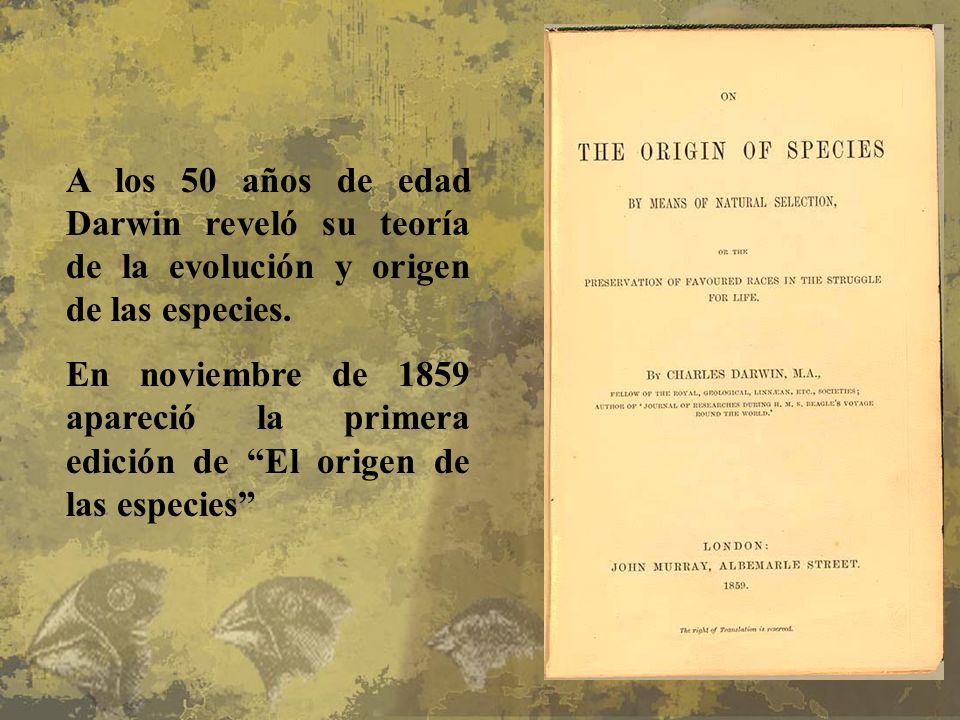 A los 50 años de edad
Darwin reveló su teoría
de la evolución y origen
de las especies.
En noviembre de 1859
apareció la primera
edición de “El origen de
las especies”
ON
THE ORIGIN OF SPECIES
BY MEANS OF NATURAL SELECTION,
OR THE
PRESERVATION OF FAVOURED RACES IN THE STRUGGLE
FOR LIFE.
BY CHARLES DARWIN, M.A.,
FELLOW OF THE ROYAL, GEOLOGICAL, LINNÆAN, ETC., SOCIETIES;
AUTHOR OF ‘JOURNAL OF RESEARCHES DURING H. M. S. BEAGLE’S VOYAGE
ROUND THE WORLD.’
LONDON:
JOHN MURRAY, ALBEMARLE STREET.
1859.
The right of Translation is reserved.